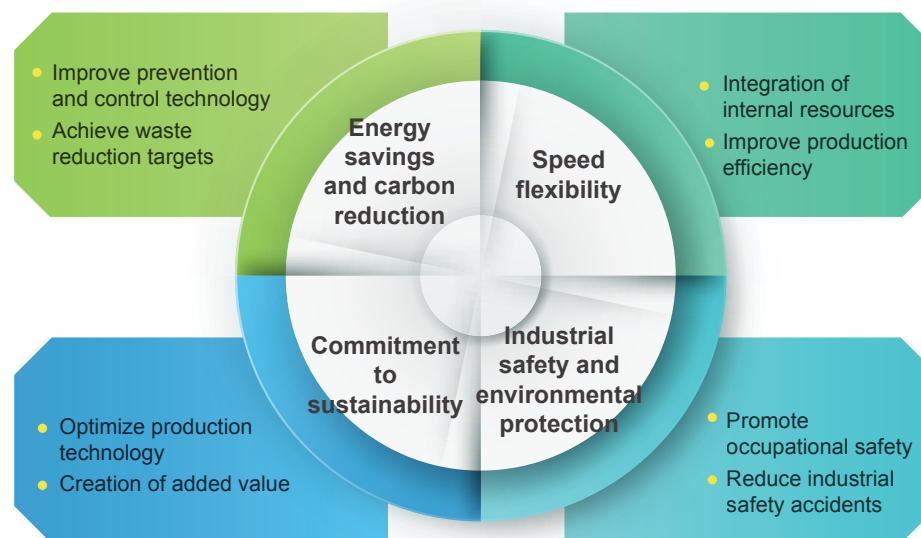 • Improve prevention
and control technology
• Achieve waste
reduction targets
Energy
savings
and carbon
reduction
Speed
flexibility
• Integration of
internal resources
• Improve production
efficiency
• Optimize production
technology
• Creation of added value
Commitment
to
sustainability
Industrial
safety and
environmental
protection
• Promote
occupational safety
• Reduce industrial
safety accidents